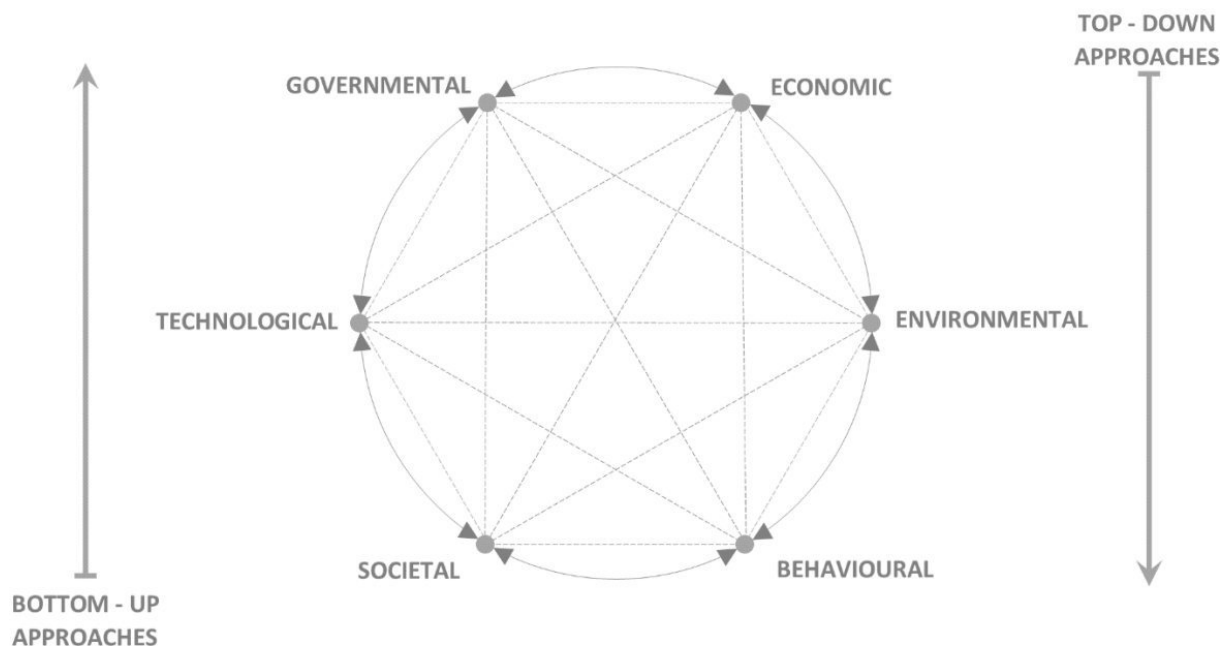 TOP - DOWN
APPROACHES
GOVERNMENTAL
ECONOMIC
TECHNOLOGICAL
ENVIRONMENTAL
SOCIETAL
BEHAVIOURAL
BOTTOM - UP
APPROACHES